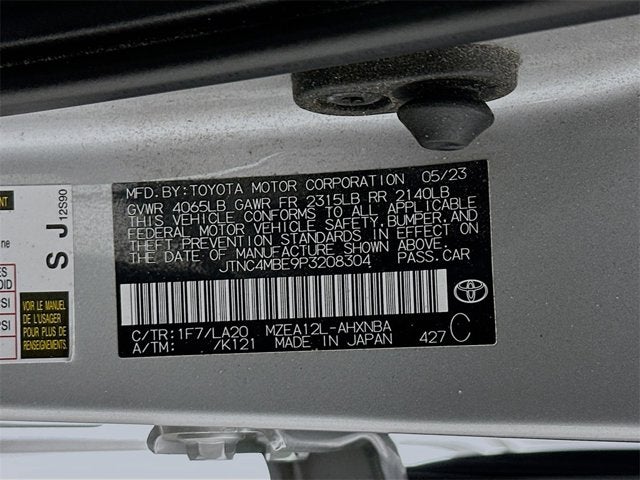 MFD. BY: TOYOTA MOTOR CORPORATION 05/23
GVWR 4065LB GAWR FR 2315LB RR 2140LB
THIS VEHICLE CONFORMS TO ALL APPLICABLE
FEDERAL MOTOR VEHICLE SAFETY, BUMPER, AND
THEFT PREVENTION STANDARDS IN EFFECT ON
THE DATE OF MANUFACTURE SHOWN ABOVE.
JTNC4MBE9P3208304 PASS. CAR
C/TR: 1F7/LA20 MZEA12L-AHXNBA
A/TM: /K121 MADE IN JAPAN 427 C
S J 12S90
VOIR LE MANUEL
DU PROPRIÉTAIRE
POUR PLUS DE
RENSEIGNEMENTS